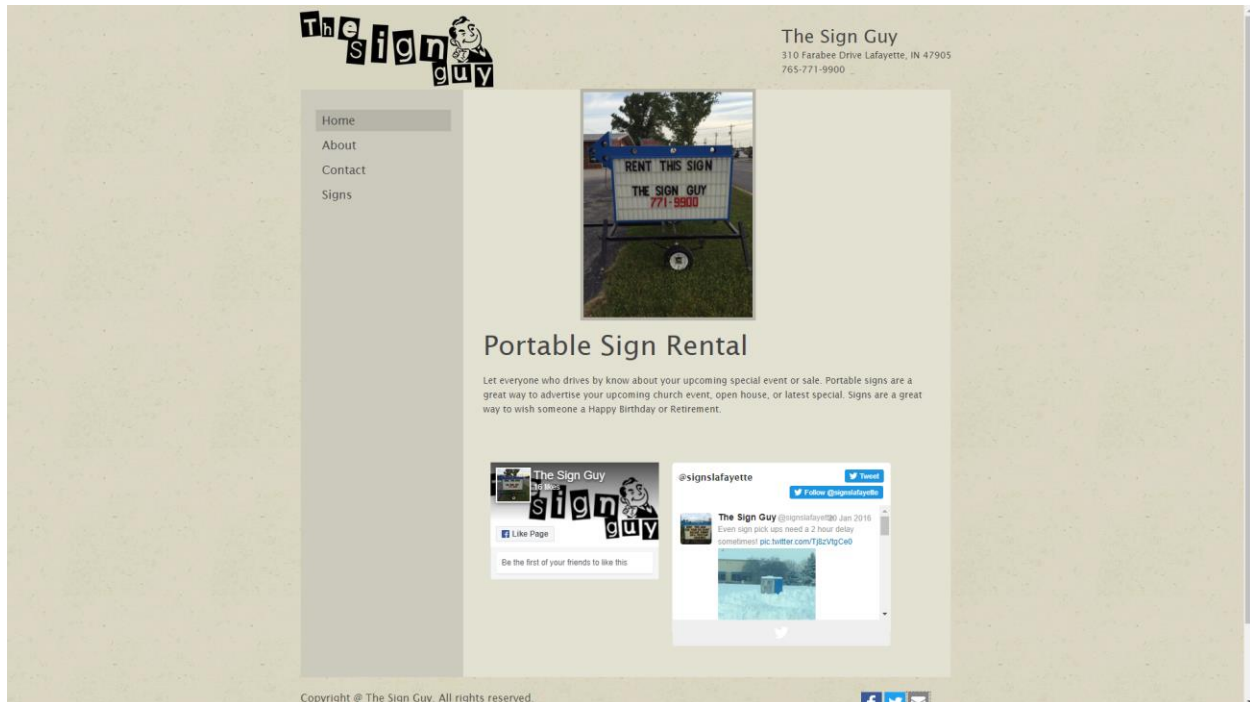 The
sign
guy
The Sign Guy
310 Farabee Drive Lafayette, IN 47905
765-771-9900
Home
About
Contact
Signs
RENT THIS SIGN
THE SIGN GUY
771-9900
Portable Sign Rental
Let everyone who drives by know about your upcoming special event or sale. Portable signs are a
great way to advertise your upcoming church event, open house, or latest special. Signs are a great
way to wish someone a Happy Birthday or Retirement.
The Sign Guy
16 likes
sign
guy
Like Page
Be the first of your friends to like this
@signslafayette
Tweet
Follow @signslafayette
The Sign Guy @signslafayette 20 Jan 2016
Even sign pick ups need a 2 hour delay
sometimes! pic.twitter.com/Tj8zVtgCe0
Copyright @ The Sign Guy. All rights reserved.